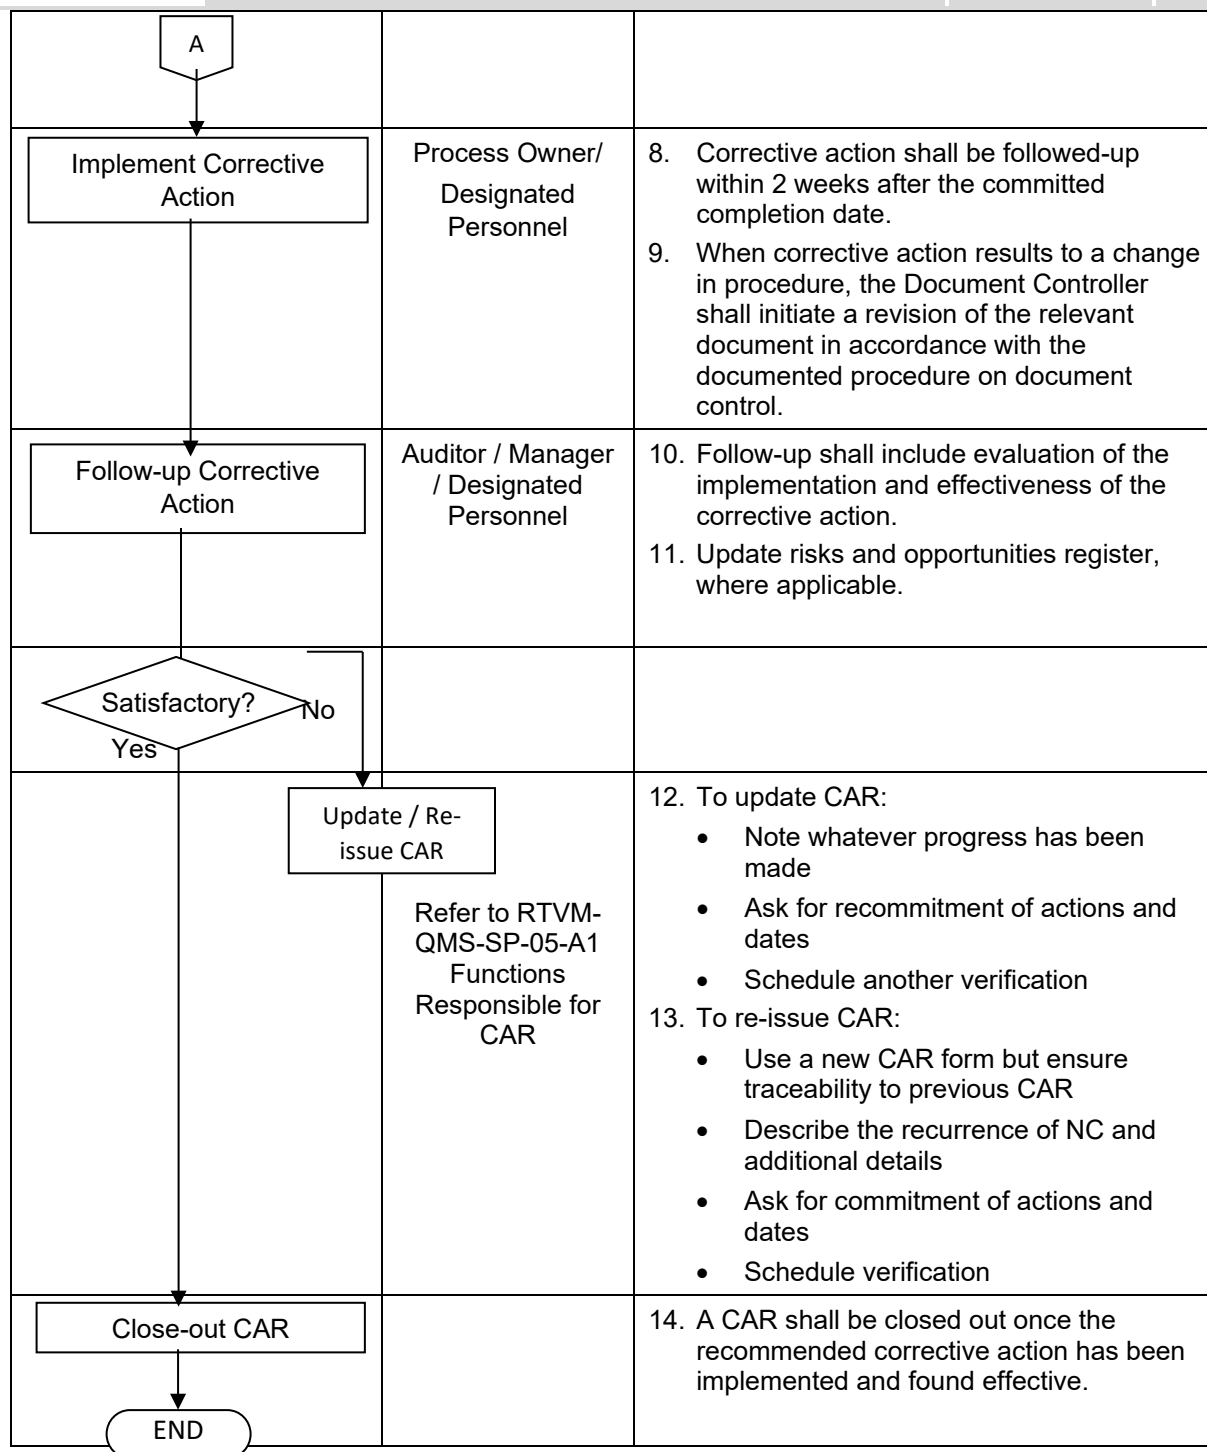 A
Implement Corrective
Action
Process Owner/
Designated
Personnel
8. Corrective action shall be followed-up
within 2 weeks after the committed
completion date.
9. When corrective action results to a change
in procedure, the Document Controller
shall initiate a revision of the relevant
document in accordance with the
documented procedure on document
control.
Follow-up Corrective
Action
Auditor / Manager
/ Designated
Personnel
10. Follow-up shall include evaluation of the
implementation and effectiveness of the
corrective action.
11. Update risks and opportunities register,
where applicable.
Satisfactory?
No
Yes
Update / Re-
issue CAR
Refer to RTVM-
QMS-SP-05-A1
Functions
Responsible for
CAR
12. To update CAR:
• Note whatever progress has been
made
• Ask for recommitment of actions and
dates
• Schedule another verification
13. To re-issue CAR:
• Use a new CAR form but ensure
traceability to previous CAR
• Describe the recurrence of NC and
additional details
• Ask for commitment of actions and
dates
• Schedule verification
Close-out CAR
14. A CAR shall be closed out once the
recommended corrective action has been
implemented and found effective.
END